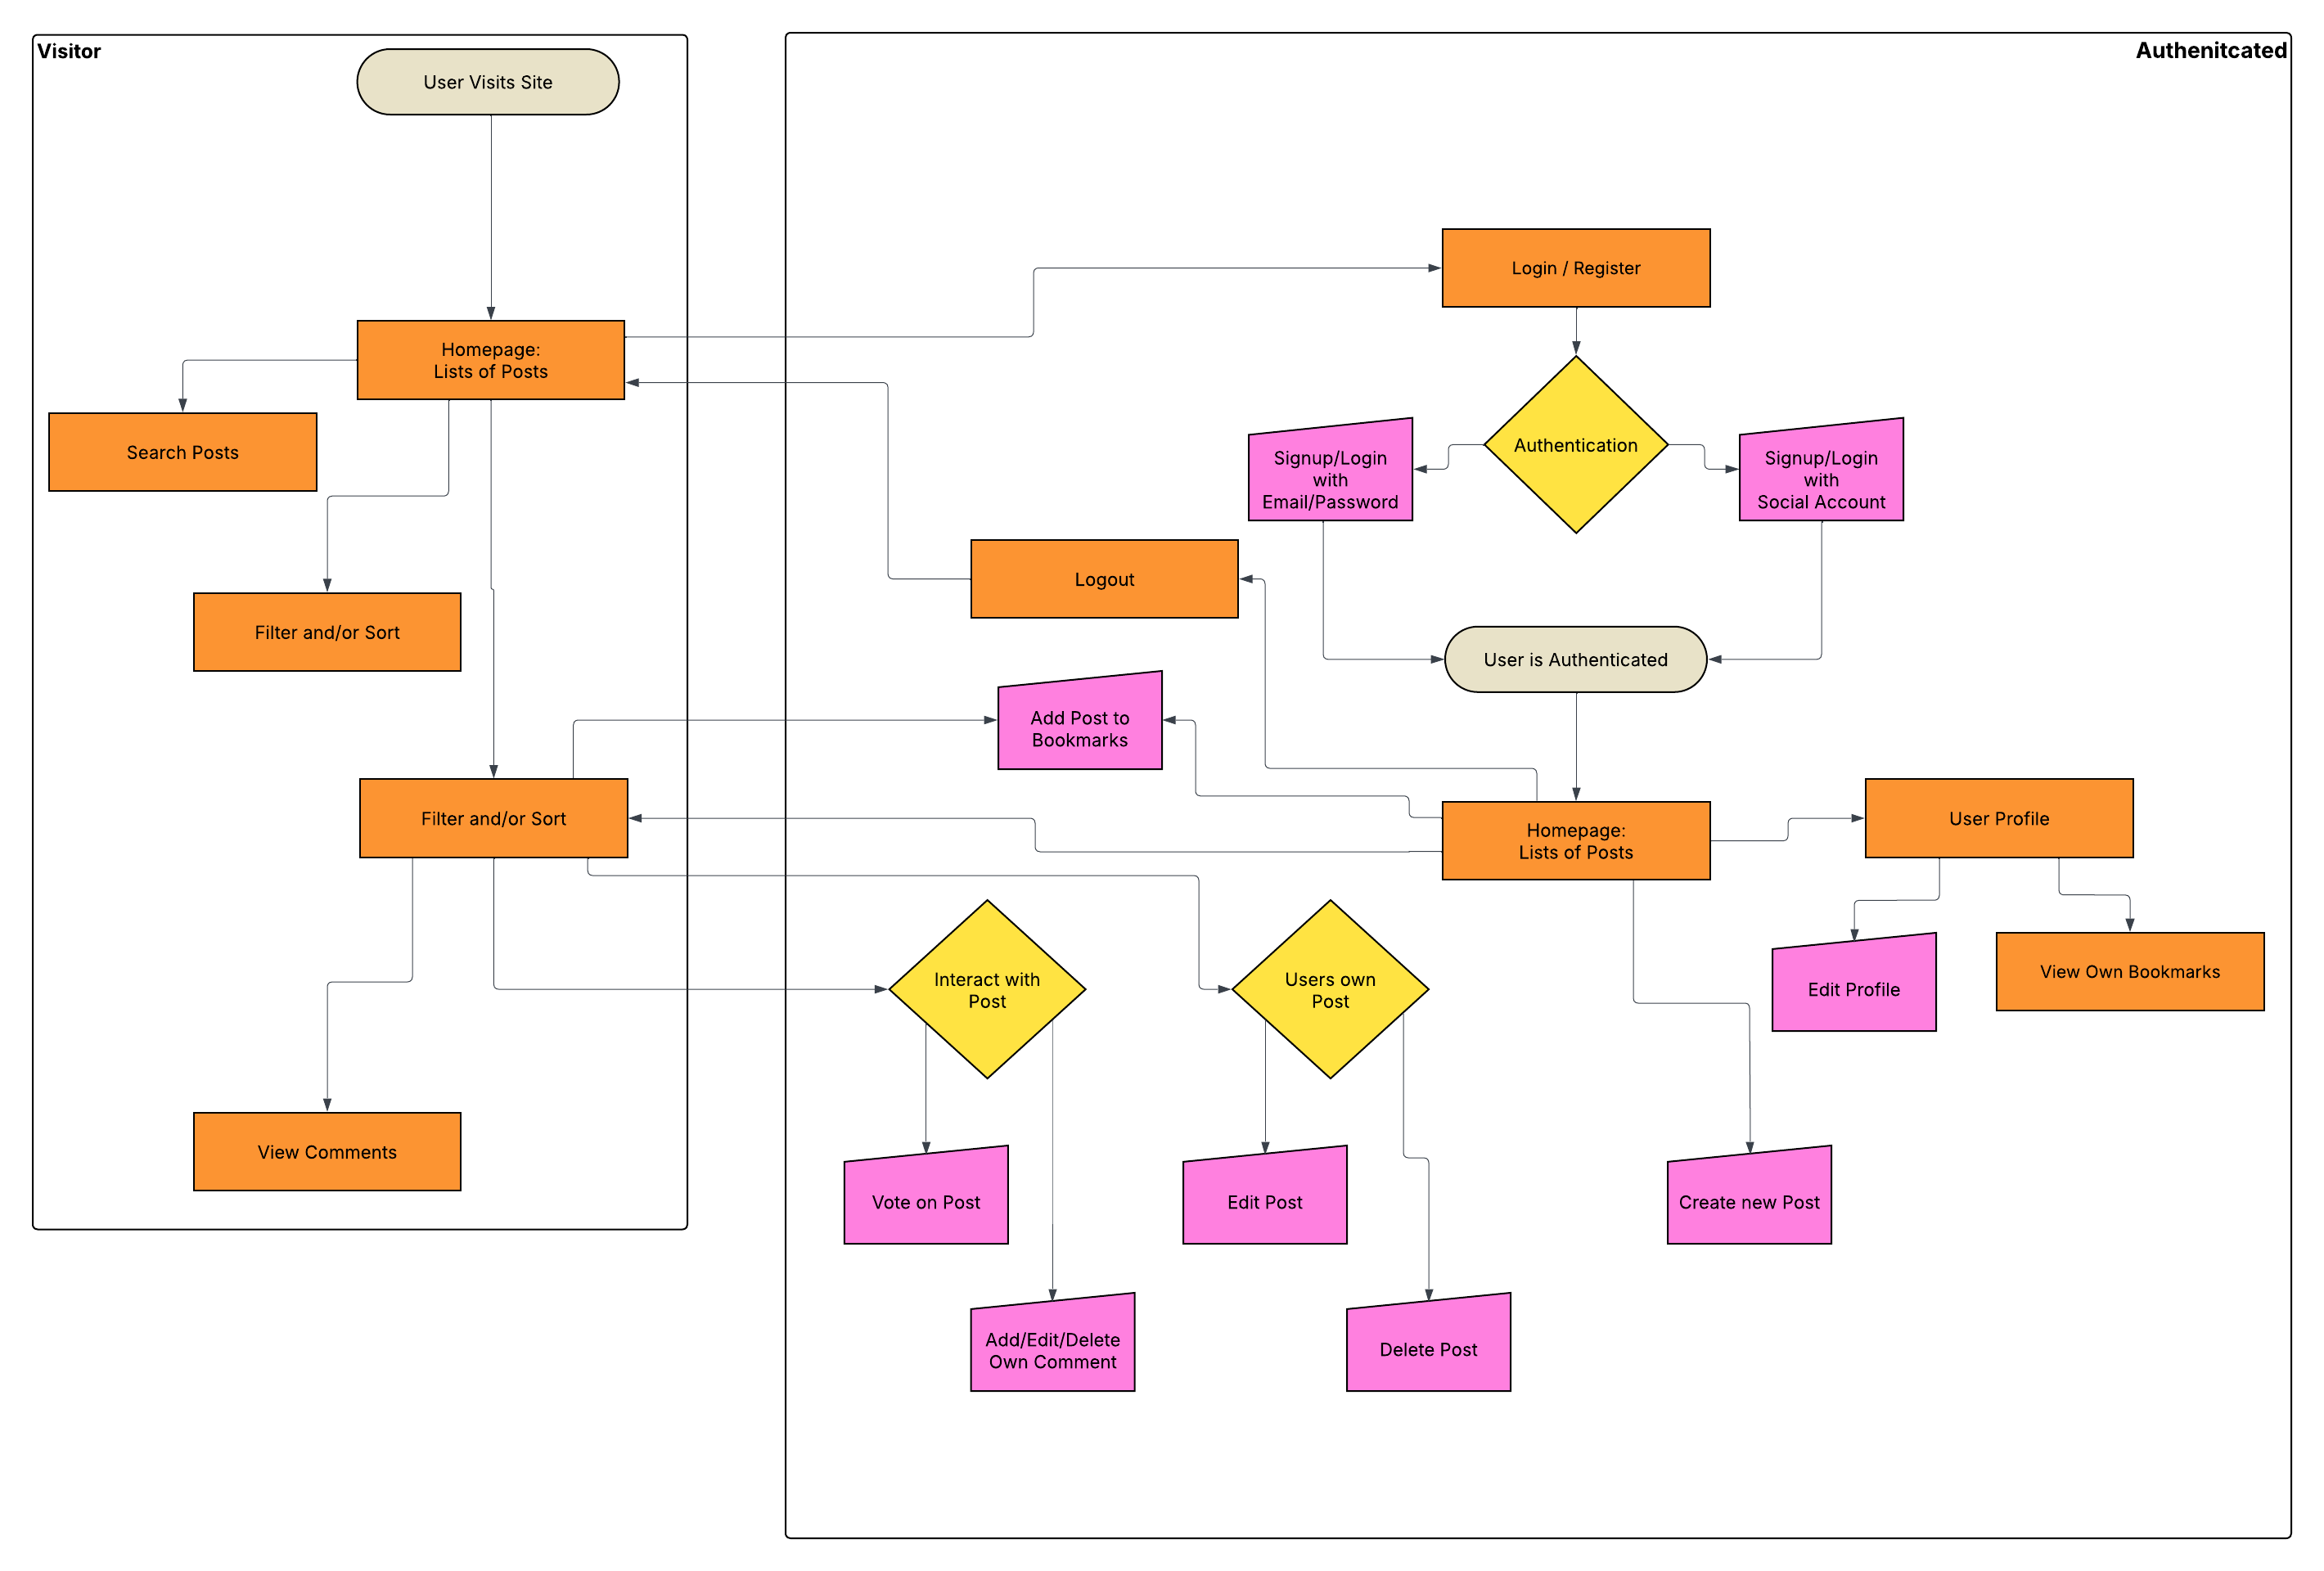 Visitor
User Visits Site
Homepage:
Lists of Posts
Search Posts
Filter and/or Sort
Filter and/or Sort
View Comments
Authenitcated
Login / Register
Authentication
Signup/Login
with
Email/Password
Signup/Login
with
Social Account
Logout
User is Authenticated
Add Post to
Bookmarks
Homepage:
Lists of Posts
User Profile
Interact with
Post
Users own
Post
Edit Profile
View Own Bookmarks
Vote on Post
Edit Post
Create new Post
Add/Edit/Delete
Own Comment
Delete Post